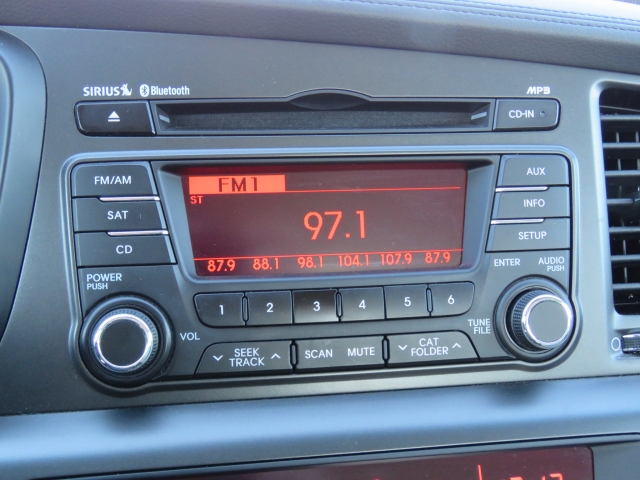 SIRIUS Bluetooth MP3
CD-IN
FM/AM AUX
FM1
ST
SAT INFO
97.1
CD SETUP
87.9 88.1 98.1 104.1 107.9 87.9
POWER PUSH
ENTER
AUDIO PUSH
1 2 3 4 5 6
VOL
TUNE FILE
SEEK TRACK
SCAN MUTE
CAT FOLDER